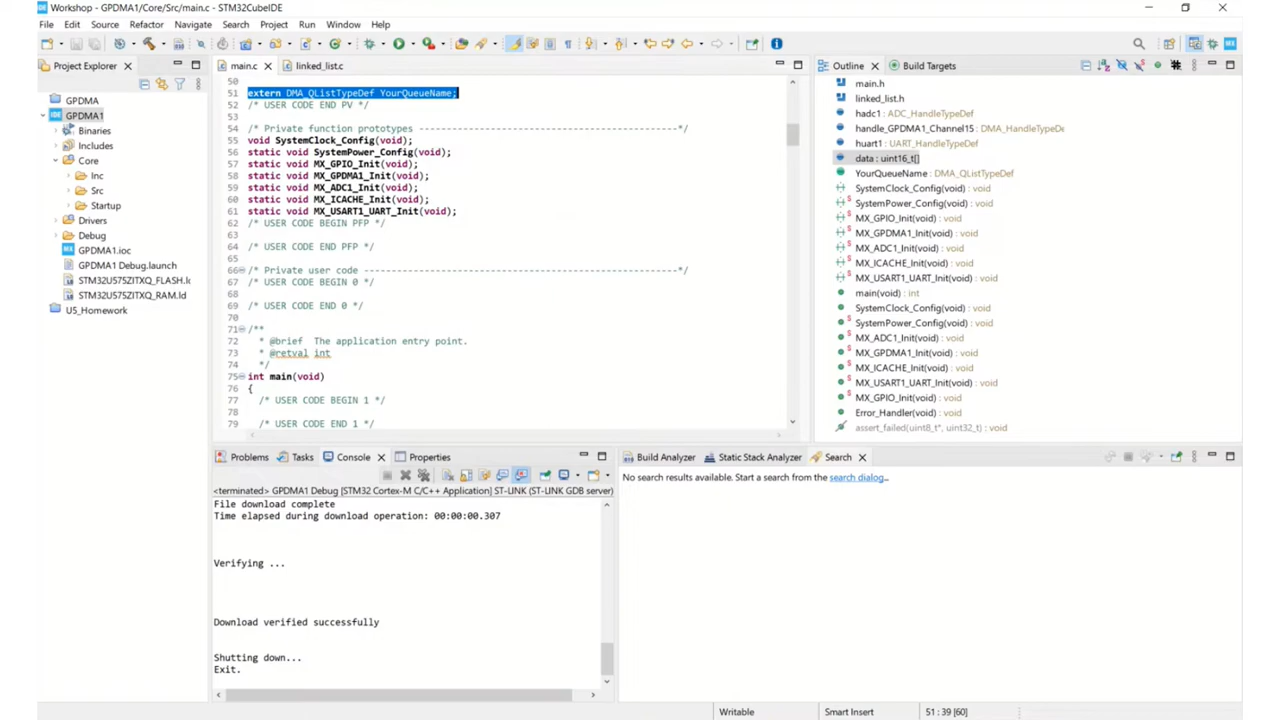 Workshop - GPDMA1/Core/Src/main.c - STM32CubeIDE
File Edit Source Refactor Navigate Search Project Run Window Help
Project Explorer
GPDMA
GPDMA1
Binaries
Includes
Core
Inc
Src
Startup
Drivers
Debug
GPDMA1.ioc
GPDMA1 Debug.launch
STM32U575ZITXQ_FLASH.lc
STM32U575ZITXQ_RAM.ld
U5_Homework
main.c linked_list.c
50
51 extern DMA_QListTypeDef YourQueueName;
52 /* USER CODE END PV */
53
54 /* Private function prototypes -----------------------------------------------*/
55 void SystemClock_Config(void);
56 static void SystemPower_Config(void);
57 static void MX_GPIO_Init(void);
58 static void MX_GPDMA1_Init(void);
59 static void MX_ADC1_Init(void);
60 static void MX_ICACHE_Init(void);
61 static void MX_USART1_UART_Init(void);
62 /* USER CODE BEGIN PFP */
63
64 /* USER CODE END PFP */
65
66 /* Private user code ---------------------------------------------------------*/
67 /* USER CODE BEGIN 0 */
68
69 /* USER CODE END 0 */
70
71 /**
72 * @brief The application entry point.
73 * @retval int
74 */
75 int main(void)
76 {
77 /* USER CODE BEGIN 1 */
78
79 /* USER CODE END 1 */
Outline Build Targets
main.h
linked_list.h
hadc1 : ADC_HandleTypeDef
handle_GPDMA1_Channel15 : DMA_HandleTypeDe
huart1 : UART_HandleTypeDef
data : uint16_t[]
YourQueueName : DMA_QListTypeDef
SystemClock_Config(void) : void
SystemPower_Config(void) : void
MX_GPIO_Init(void) : void
MX_GPDMA1_Init(void) : void
MX_ADC1_Init(void) : void
MX_ICACHE_Init(void) : void
MX_USART1_UART_Init(void) : void
main(void) : int
SystemClock_Config(void) : void
SystemPower_Config(void) : void
MX_ADC1_Init(void) : void
MX_GPDMA1_Init(void) : void
MX_ICACHE_Init(void) : void
MX_USART1_UART_Init(void) : void
MX_GPIO_Init(void) : void
Error_Handler(void) : void
assert_failed(uint8_t*, uint32_t) : void
Problems Tasks Console Properties
<terminated> GPDMA1 Debug [STM32 Cortex-M C/C++ Application] ST-LINK (ST-LINK GDB server)
File download complete
Time elapsed during download operation: 00:00:00.307
Verifying ...
Download verified successfully
Shutting down...
Exit.
Build Analyzer Static Stack Analyzer Search
No search results available. Start a search from the search dialog...
Writable Smart Insert 51 : 39 [60]